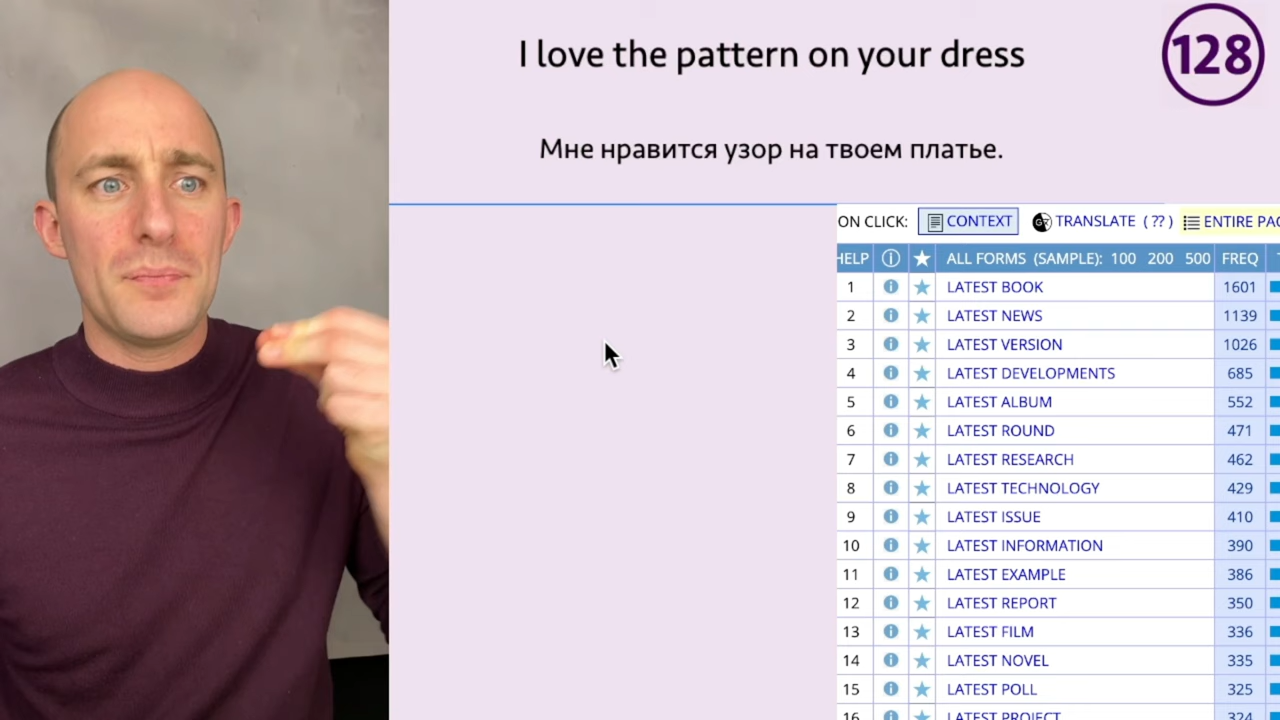 I love the pattern on your dress
128
Мне нравится узор на твоем платье.
ON CLICK: CONTEXT TRANSLATE ( ?? ) ENTIRE
HELP ALL FORMS (SAMPLE): 100 200 500 FREQ
1 LATEST BOOK 1601
2 LATEST NEWS 1139
3 LATEST VERSION 1026
4 LATEST DEVELOPMENTS 685
5 LATEST ALBUM 552
6 LATEST ROUND 471
7 LATEST RESEARCH 462
8 LATEST TECHNOLOGY 429
9 LATEST ISSUE 410
10 LATEST INFORMATION 390
11 LATEST EXAMPLE 386
12 LATEST REPORT 350
13 LATEST FILM 336
14 LATEST NOVEL 335
15 LATEST POLL 325
16 LATEST PROJECT 324